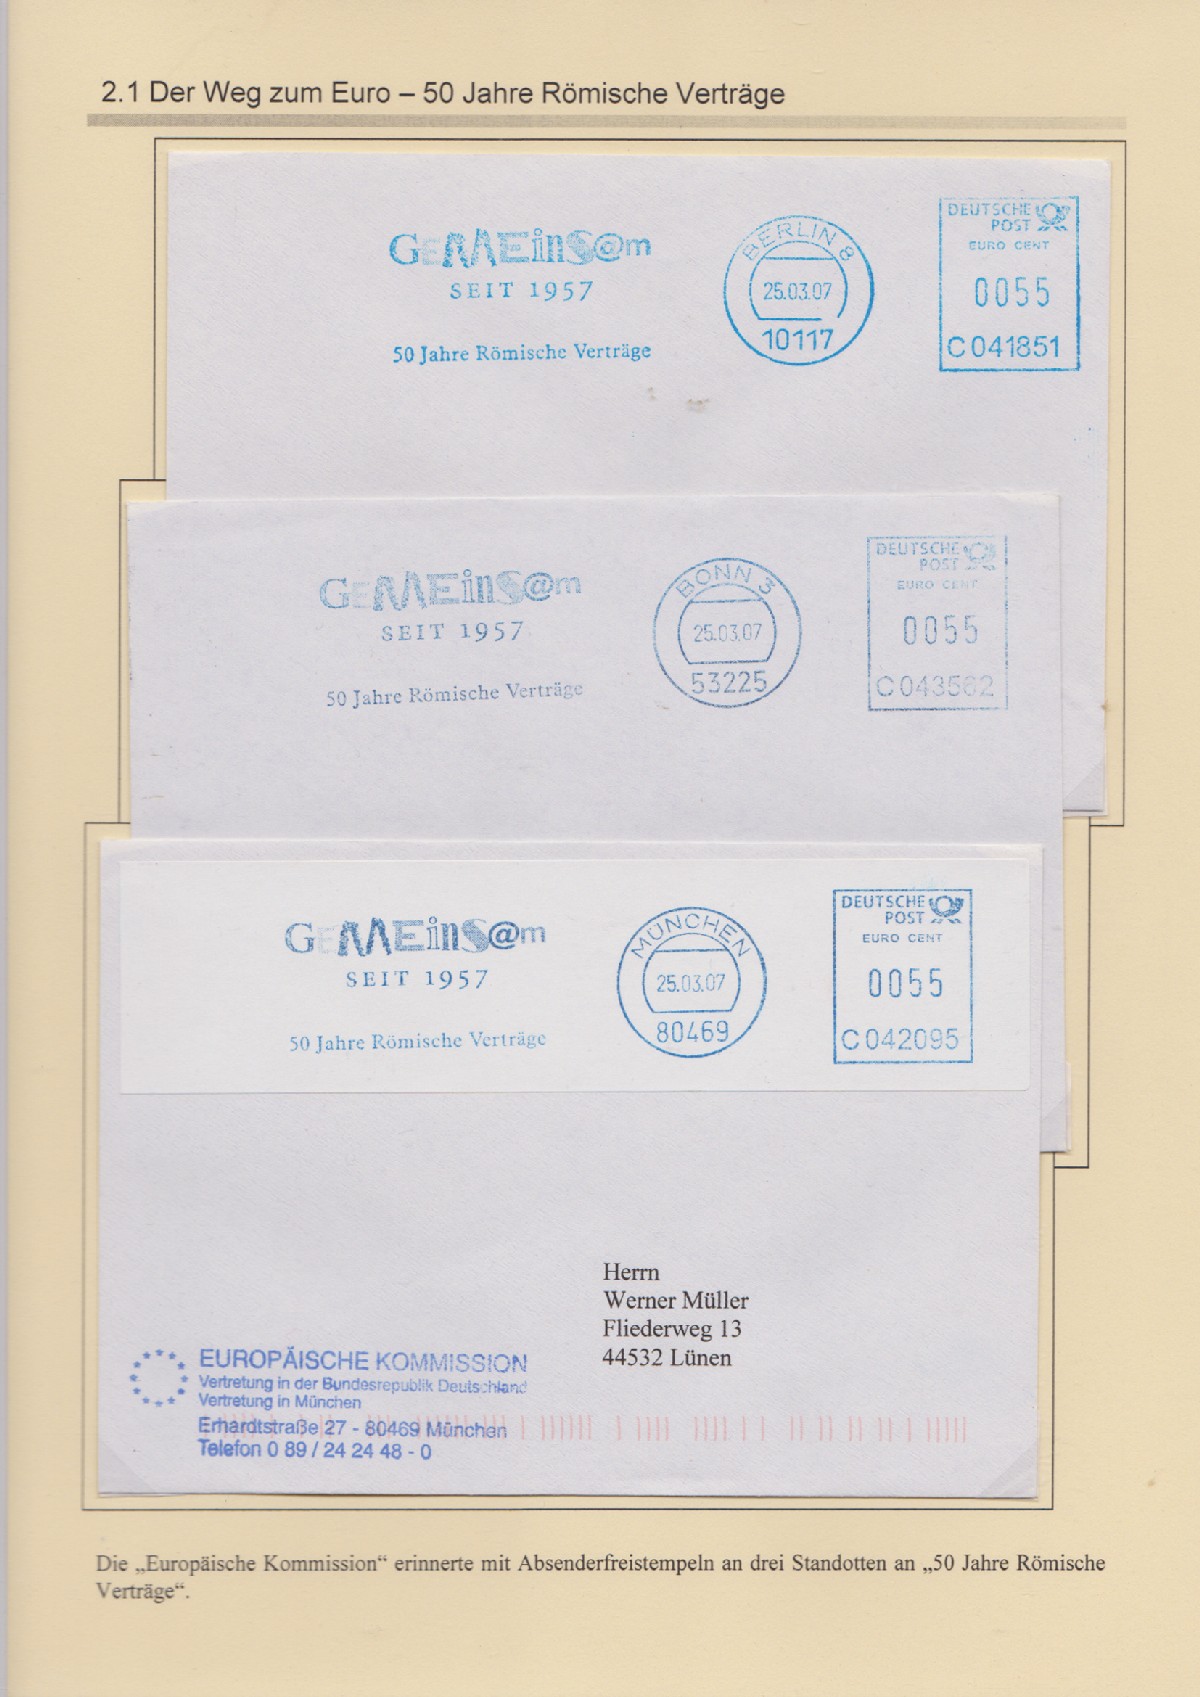 2.1 Der Weg zum Euro – 50 Jahre Römische Verträge
GEMEinS@m
SEIT 1957
50 Jahre Römische Verträge
BERLIN 8
25.03.07
10117
DEUTSCHE
POST
EURO CENT
0055
C041851
GEMEinS@m
SEIT 1957
50 Jahre Römische Verträge
BONN 3
25.03.07
53225
DEUTSCHE
POST
EURO CENT
0055
C043562
GEMEinS@m
SEIT 1957
50 Jahre Römische Verträge
MÜNCHEN
25.03.07
80469
DEUTSCHE
POST
EURO CENT
0055
C042095
Herrn
Werner Müller
Fliederweg 13
44532 Lünen
EUROPÄISCHE KOMMISSION
Vertretung in der Bundesrepublik Deutschland
Vertretung in München
Erhardtstraße 27 - 80469 München
Telefon 0 89 / 24 24 48 - 0
Die „Europäische Kommission“ erinnerte mit Absenderfreistempeln an drei Standotten an „50 Jahre Römische
Verträge“.